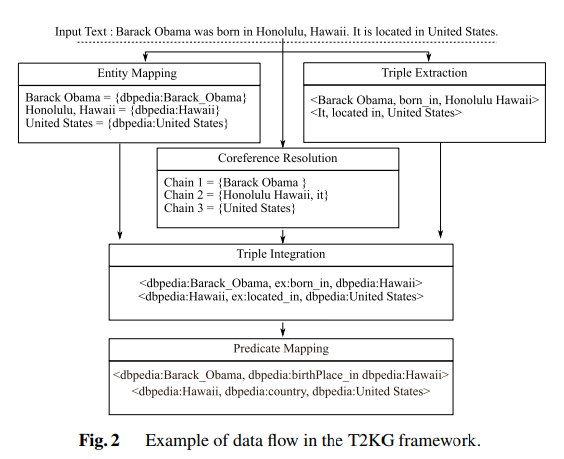 Input Text : Barack Obama was born in Honolulu, Hawaii. It is located in United States.
Entity Mapping
Barack Obama = {dbpedia:Barack_Obama}
Honolulu, Hawaii = {dbpedia:Hawaii}
United States = {dbpedia:United States}
Triple Extraction
<Barack Obama, born_in, Honolulu Hawaii>
<It, located in, United States>
Coreference Resolution
Chain 1 = {Barack Obama }
Chain 2 = {Honolulu Hawaii, it}
Chain 3 = {United States}
Triple Integration
<dbpedia:Barack_Obama, ex:born_in, dbpedia:Hawaii>
<dbpedia:Hawaii, ex:located_in, dbpedia:United States>
Predicate Mapping
<dbpedia:Barack_Obama, dbpedia:birthPlace_in dbpedia:Hawaii>
<dbpedia:Hawaii, dbpedia:country, dbpedia:United States>
Fig. 2 Example of data flow in the T2KG framework.